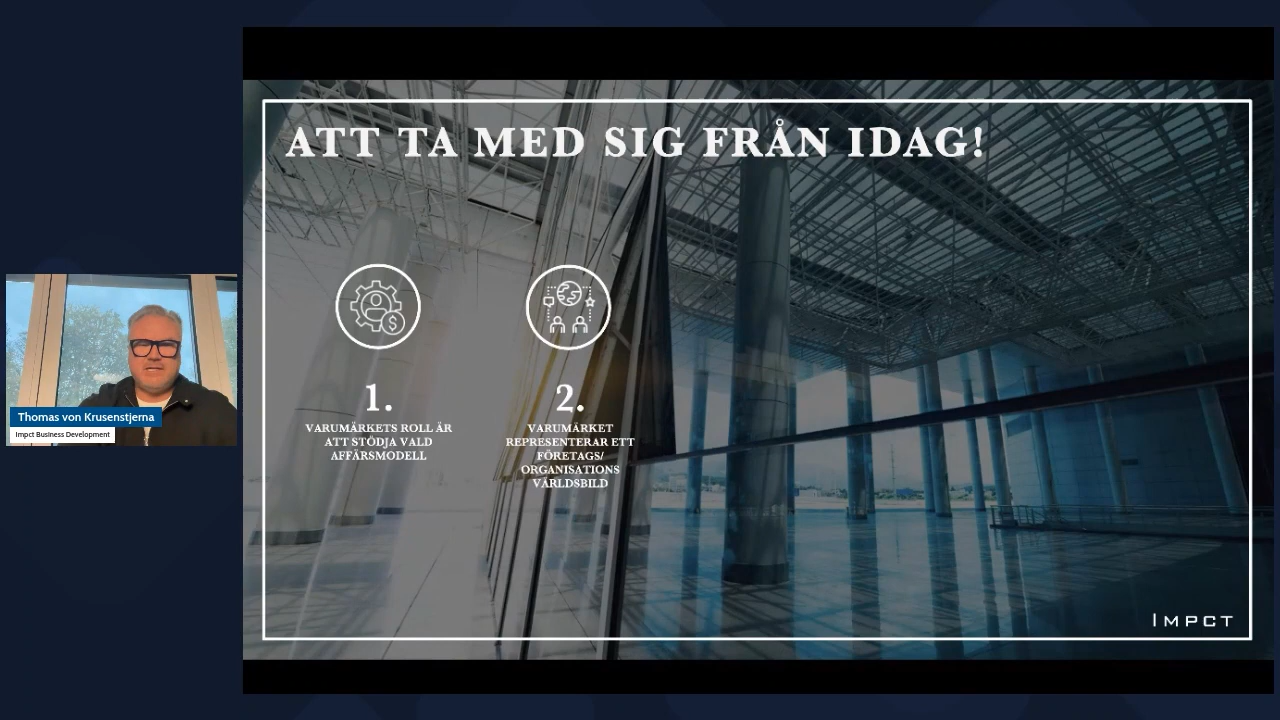 ATT TA MED SIG FRÅN IDAG!
1.
VARUMÄRKETS ROLL ÄR
ATT STÖDJA VALD
AFFÄRSMODELL
2.
VARUMÄRKET
REPRESENTERAR ETT
FÖRETAGS/
ORGANISATIONS
VÄRLDSBILD
Thomas von Krusenstjerna
Impct Business Development
IMPCT